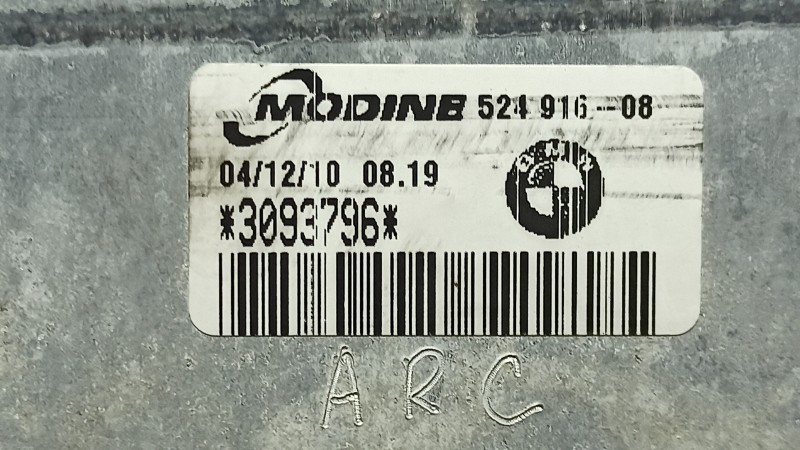 MODINE 524 916-08
04/12/10 08.19
*3093796*
ARC